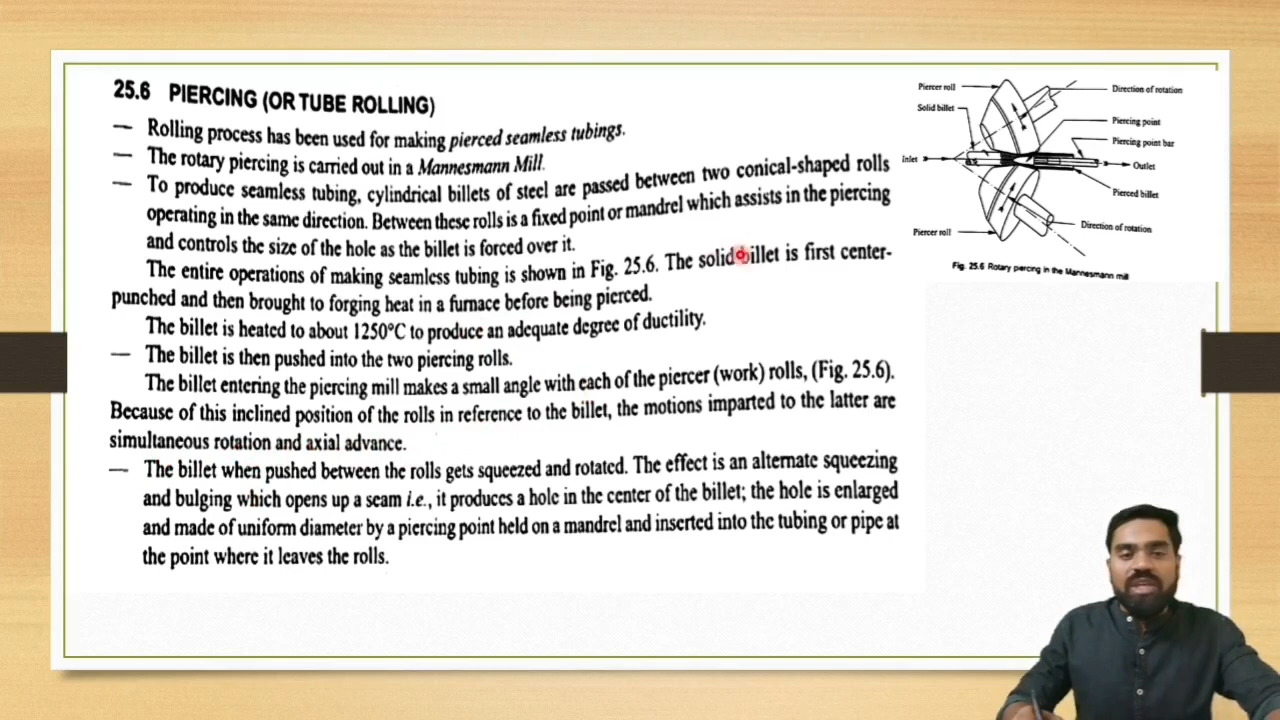 25.6 PIERCING (OR TUBE ROLLING)
— Rolling process has been used for making pierced seamless tubings.
— The rotary piercing is carried out in a Mannesmann Mill.
— To produce seamless tubing, cylindrical billets of steel are passed between two conical-shaped rolls
operating in the same direction. Between these rolls is a fixed point or mandrel which assists in the piercing
and controls the size of the hole as the billet is forced over it.
The entire operations of making seamless tubing is shown in Fig. 25.6. The solid billet is first center-
punched and then brought to forging heat in a furnace before being pierced.
The billet is heated to about 1250°C to produce an adequate degree of ductility.
— The billet is then pushed into the two piercing rolls.
The billet entering the piercing mill makes a small angle with each of the piercer (work) rolls, (Fig. 25.6).
Because of this inclined position of the rolls in reference to the billet, the motions imparted to the latter are
simultaneous rotation and axial advance.
— The billet when pushed between the rolls gets squeezed and rotated. The effect is an alternate squeezing
and bulging which opens up a seam i.e., it produces a hole in the center of the billet; the hole is enlarged
and made of uniform diameter by a piercing point held on a mandrel and inserted into the tubing or pipe at
the point where it leaves the rolls.
Piercer roll
Direction of rotation
Solid billet
Piercing point
Piercing point bar
Inlet
Outlet
Pierced billet
Piercer roll
Direction of rotation
Fig. 25.6 Rotary piercing in the Mannesmann mill